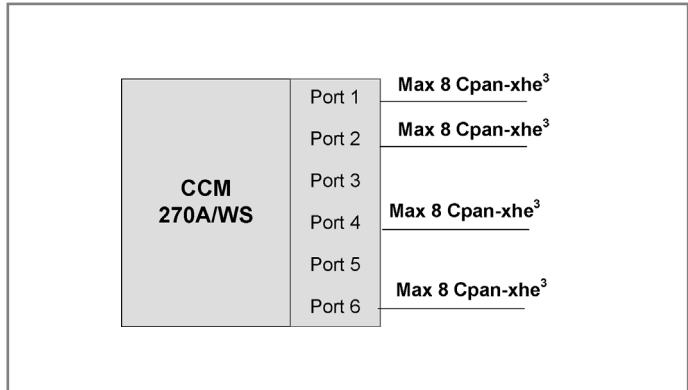 CCM
270A/WS
Port 1
Port 2
Port 3
Port 4
Port 5
Port 6
Max 8 Cpan-xhe³
Max 8 Cpan-xhe³
Max 8 Cpan-xhe³
Max 8 Cpan-xhe³